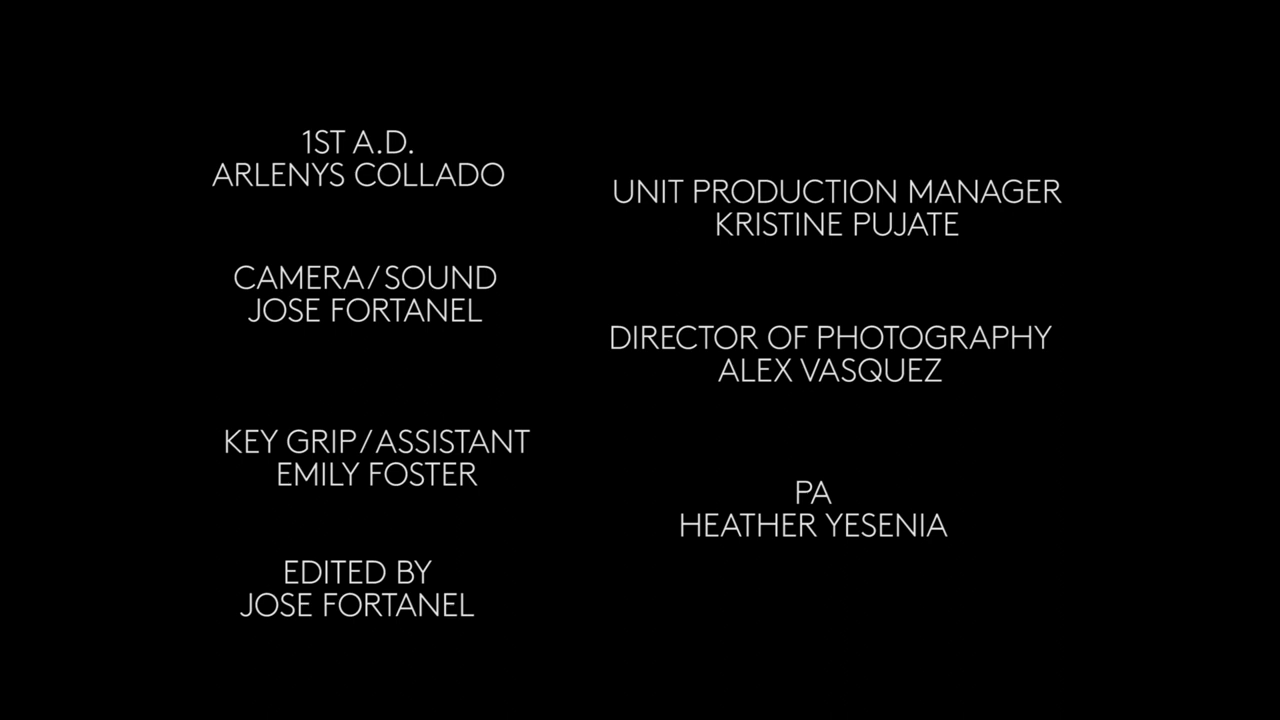 1ST A.D.
ARLENYS COLLADO
CAMERA/SOUND
JOSE FORTANEL
KEY GRIP/ASSISTANT
EMILY FOSTER
EDITED BY
JOSE FORTANEL
UNIT PRODUCTION MANAGER
KRISTINE PUJATE
DIRECTOR OF PHOTOGRAPHY
ALEX VASQUEZ
PA
HEATHER YESENIA